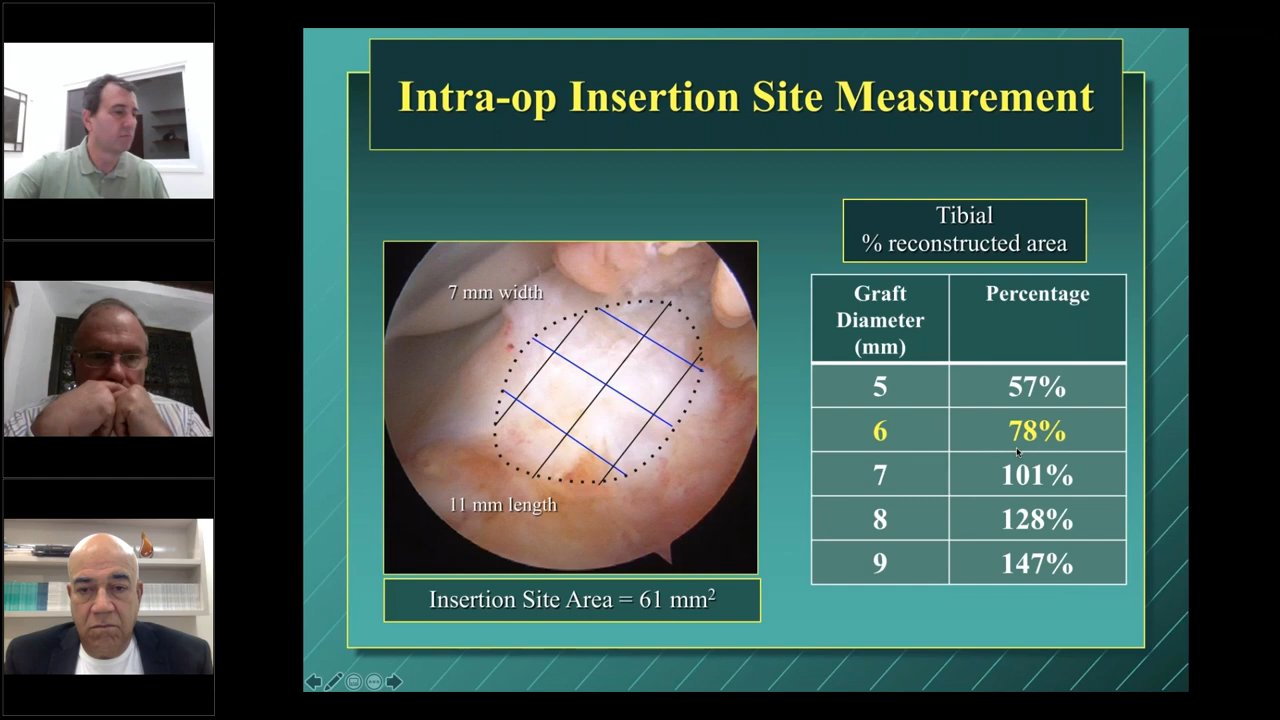 Intra-op Insertion Site Measurement
7 mm width
11 mm length
Insertion Site Area = 61 mm²
Tibial
% reconstructed area
Graft Diameter (mm) Percentage
5 57%
6 78%
7 101%
8 128%
9 147%